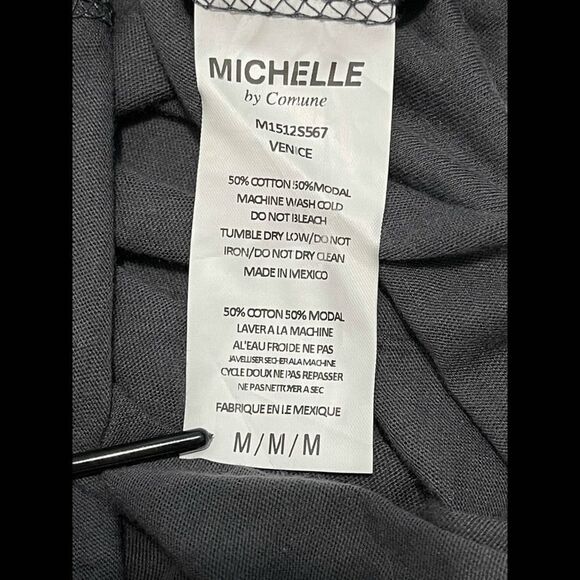 MICHELLE
by Comune
M1512S567
VENICE
50% COTTON 50% MODAL
MACHINE WASH COLD
DO NOT BLEACH
TUMBLE DRY LOW/DO NOT
IRON/DO NOT DRY CLEAN
MADE IN MEXICO
50% COTON 50% MODAL
LAVER A LA MACHINE
A L'EAU FROIDE NE PAS
JAVELLISER SECHER A LA MACHINE
CYCLE DOUX NE PAS REPASSER
NE PAS NETTOYER A SEC
FABRIQUE EN LE MEXIQUE
M/M/M